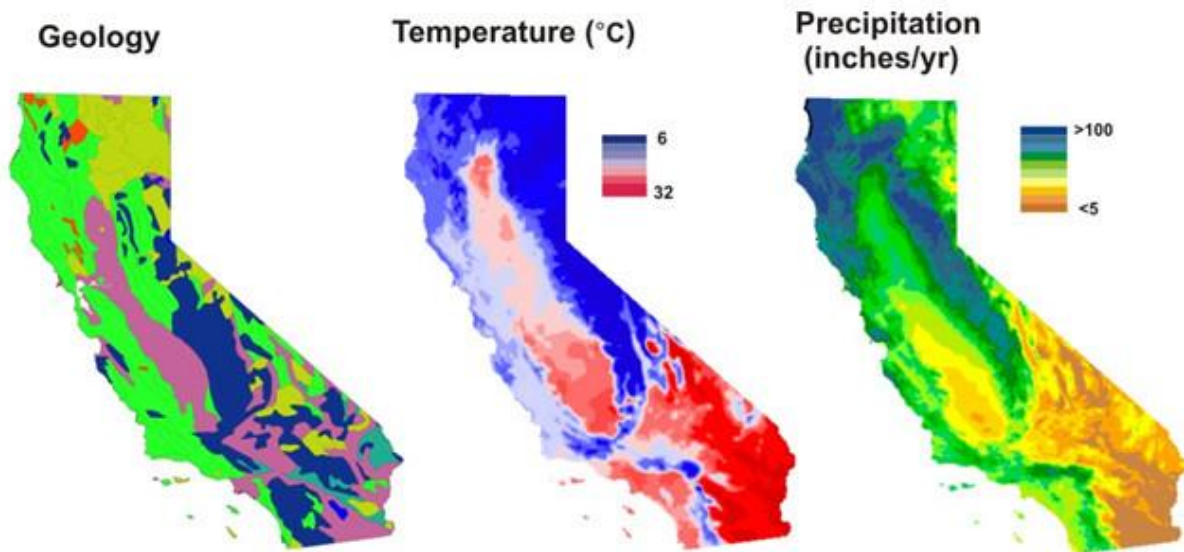 Geology
Temperature (°C)
6
32
Precipitation
(inches/yr)
>100
<5